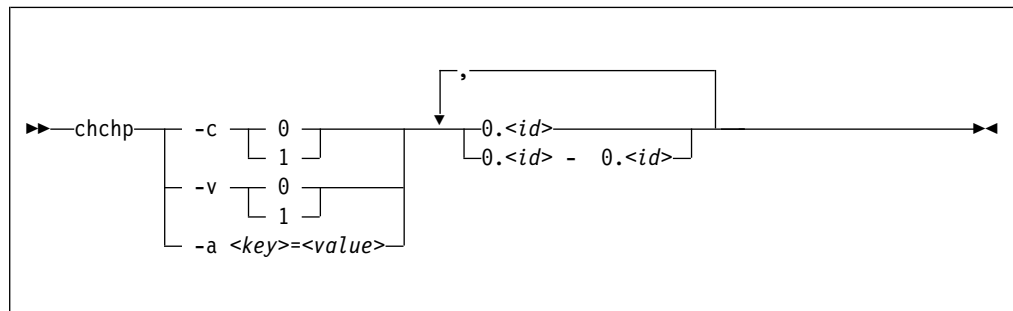 ,
chchp -c 0 0.<id>
1 0.<id> - 0.<id>
-v 0
1
-a <key>=<value>